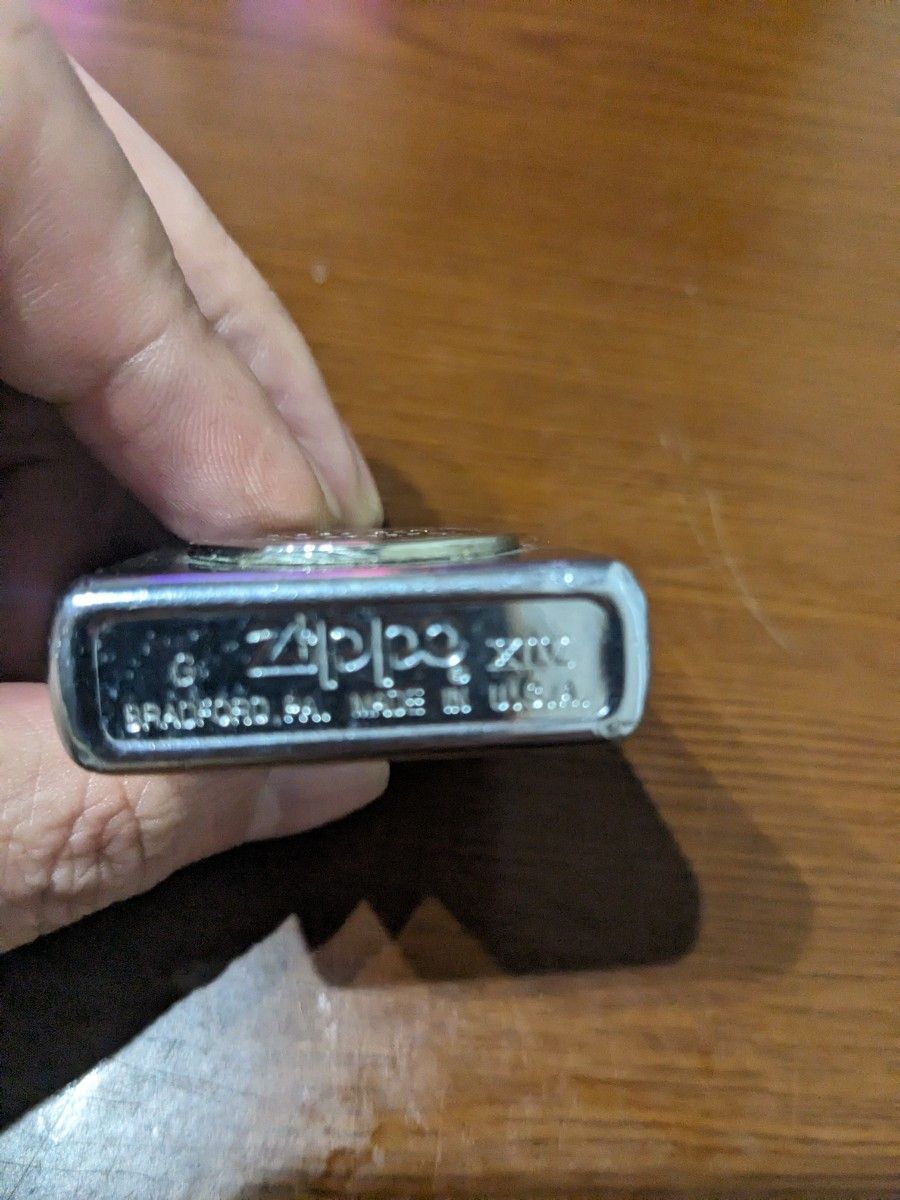 G zippo XIV
BRADFORD, PA. MADE IN U.S.A.